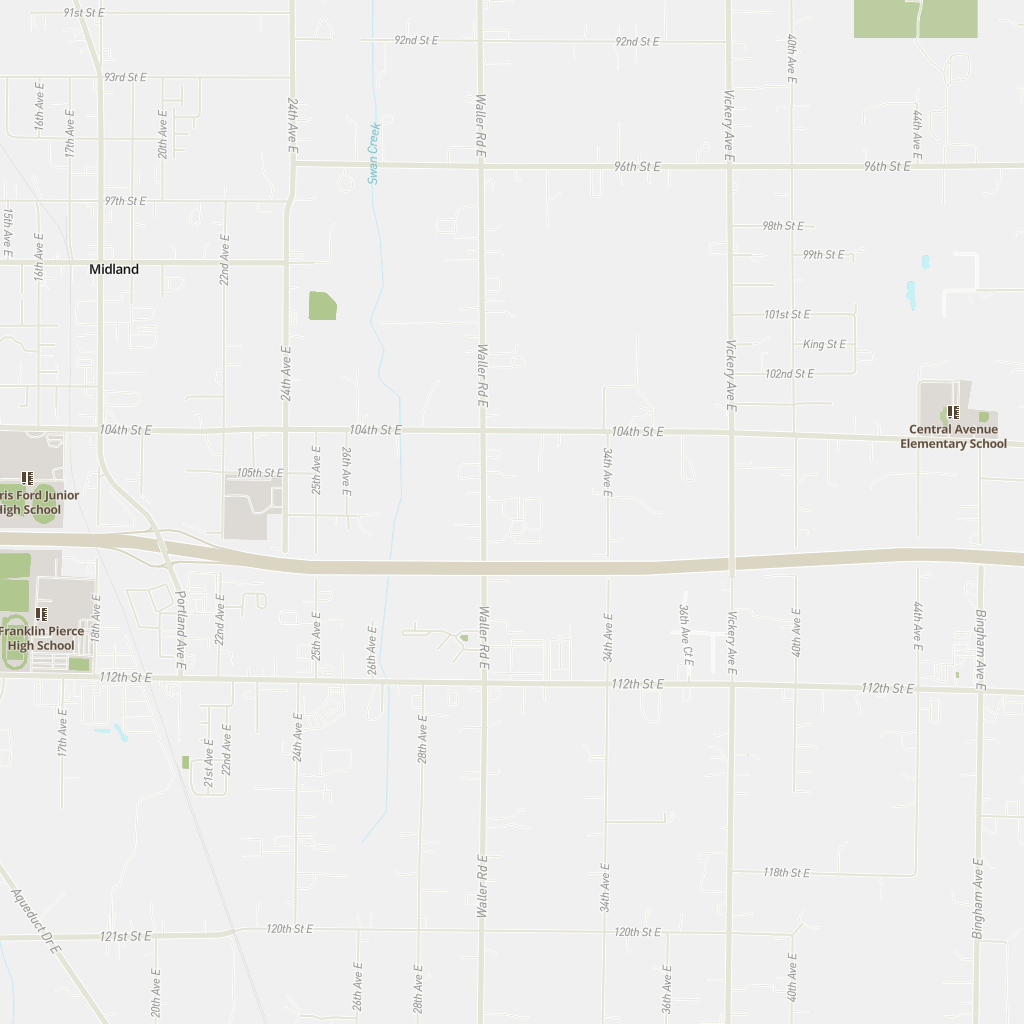 91st St E
92nd St E
92nd St E
40th Ave E
93rd St E
16th Ave E
17th Ave E
20th Ave E
24th Ave E
Swan Creek
Waller Rd E
Vickery Ave E
44th Ave E
96th St E
96th St E
97th St E
15th Ave E
16th Ave E
22nd Ave E
98th St E
99th St E
Midland
101st St E
King St E
102nd St E
24th Ave E
Waller Rd E
Vickery Ave E
104th St E
104th St E
104th St E
Central Avenue
Elementary School
105th St E
25th Ave E
26th Ave E
34th Ave E
ris Ford Junior
High School
Franklin Pierce
High School
18th Ave E
Portland Ave E
22nd Ave E
25th Ave E
26th Ave E
Waller Rd E
34th Ave E
36th Ave Ct E
Vickery Ave E
40th Ave E
44th Ave E
Bingham Ave E
112th St E
112th St E
112th St E
17th Ave E
21st Ave E
22nd Ave E
24th Ave E
28th Ave E
Waller Rd E
34th Ave E
118th St E
Bingham Ave E
Aqueduct Dr E
121st St E
120th St E
120th St E
20th Ave E
26th Ave E
28th Ave E
36th Ave E
40th Ave E